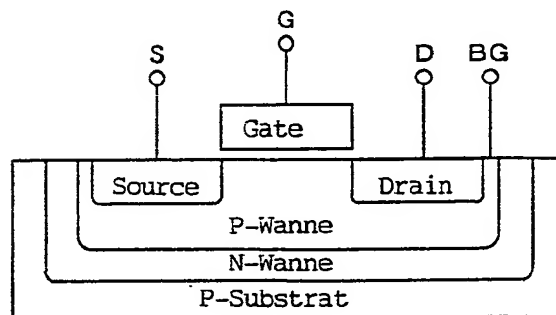 G
S D BG
Gate
Source Drain
P-Wanne
N-Wanne
P-Substrat